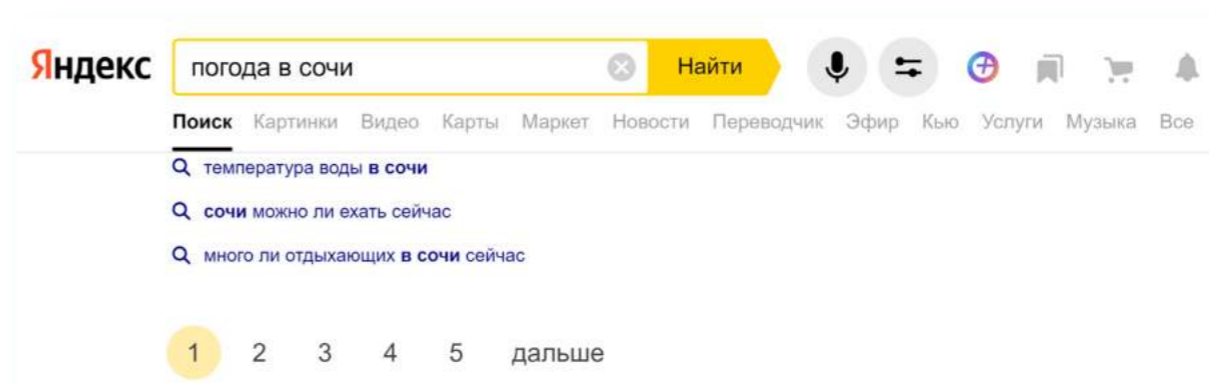 Яндекс погода в сочи Найти
Поиск Картинки Видео Карты Маркет Новости Переводчик Эфир Кью Услуги Музыка Все
температура воды в сочи
сочи можно ли ехать сейчас
много ли отдыхающих в сочи сейчас
1 2 3 4 5 дальше